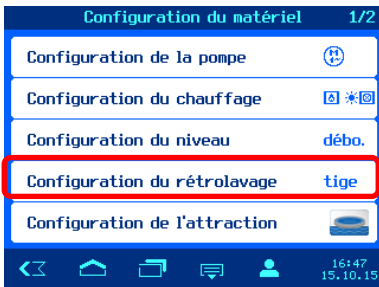 Configuration du matériel 1/2
Configuration de la pompe
Configuration du chauffage
Configuration du niveau débo.
Configuration du rétrolavage tige
Configuration de l'attraction
16:47
15.10.15